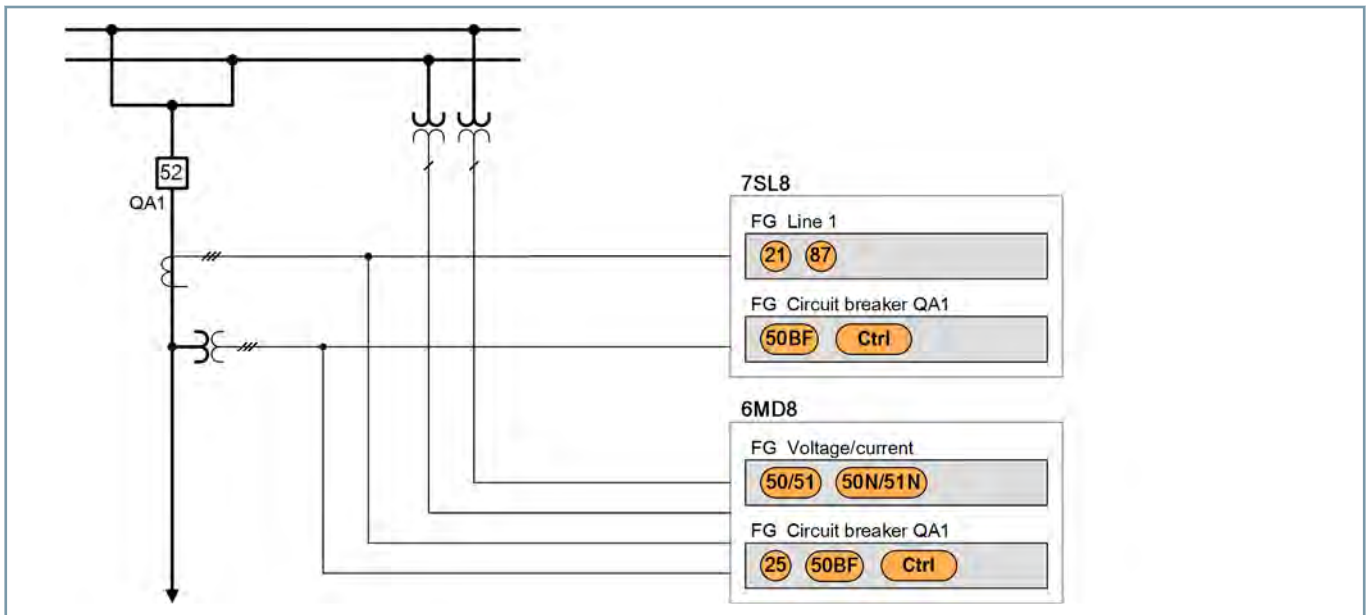 52
QA1
7SL8
FG Line 1
21 87
FG Circuit breaker QA1
50BF Ctrl
6MD8
FG Voltage/current
50/51 50N/51N
FG Circuit breaker QA1
25 50BF Ctrl